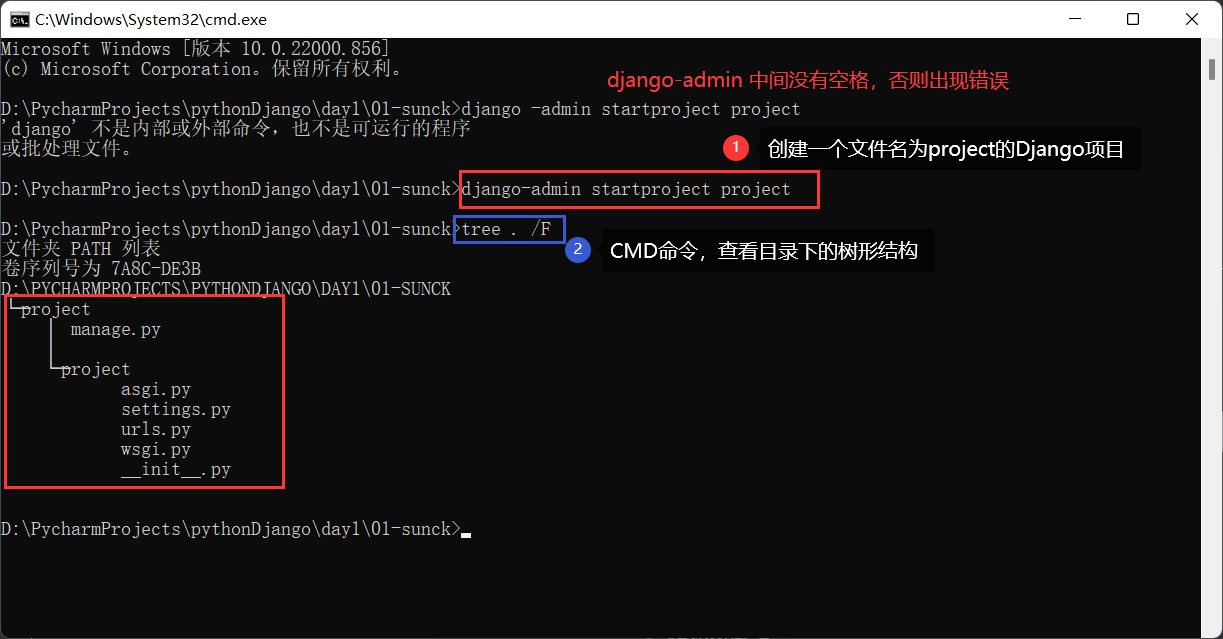 C:\Windows\System32\cmd.exe
Microsoft Windows [版本 10.0.22000.856]
(c) Microsoft Corporation。保留所有权利。
django-admin 中间没有空格，否则出现错误
D:\PycharmProjects\pythonDjango\day1\01-sunck>django -admin startproject project
'django' 不是内部或外部命令，也不是可运行的程序
或批处理文件。
1 创建一个文件名为project的Django项目
D:\PycharmProjects\pythonDjango\day1\01-sunck>django-admin startproject project
D:\PycharmProjects\pythonDjango\day1\01-sunck>tree . /F
2 CMD命令，查看目录下的树形结构
文件夹 PATH 列表
卷序列号为 7A8C-DE3B
D:\PYCHARMPROJECTS\PYTHONDJANGO\DAY1\01-SUNCK
└─project
│ manage.py
│
└─project
asgi.py
settings.py
urls.py
wsgi.py
__init__.py
D:\PycharmProjects\pythonDjango\day1\01-sunck>